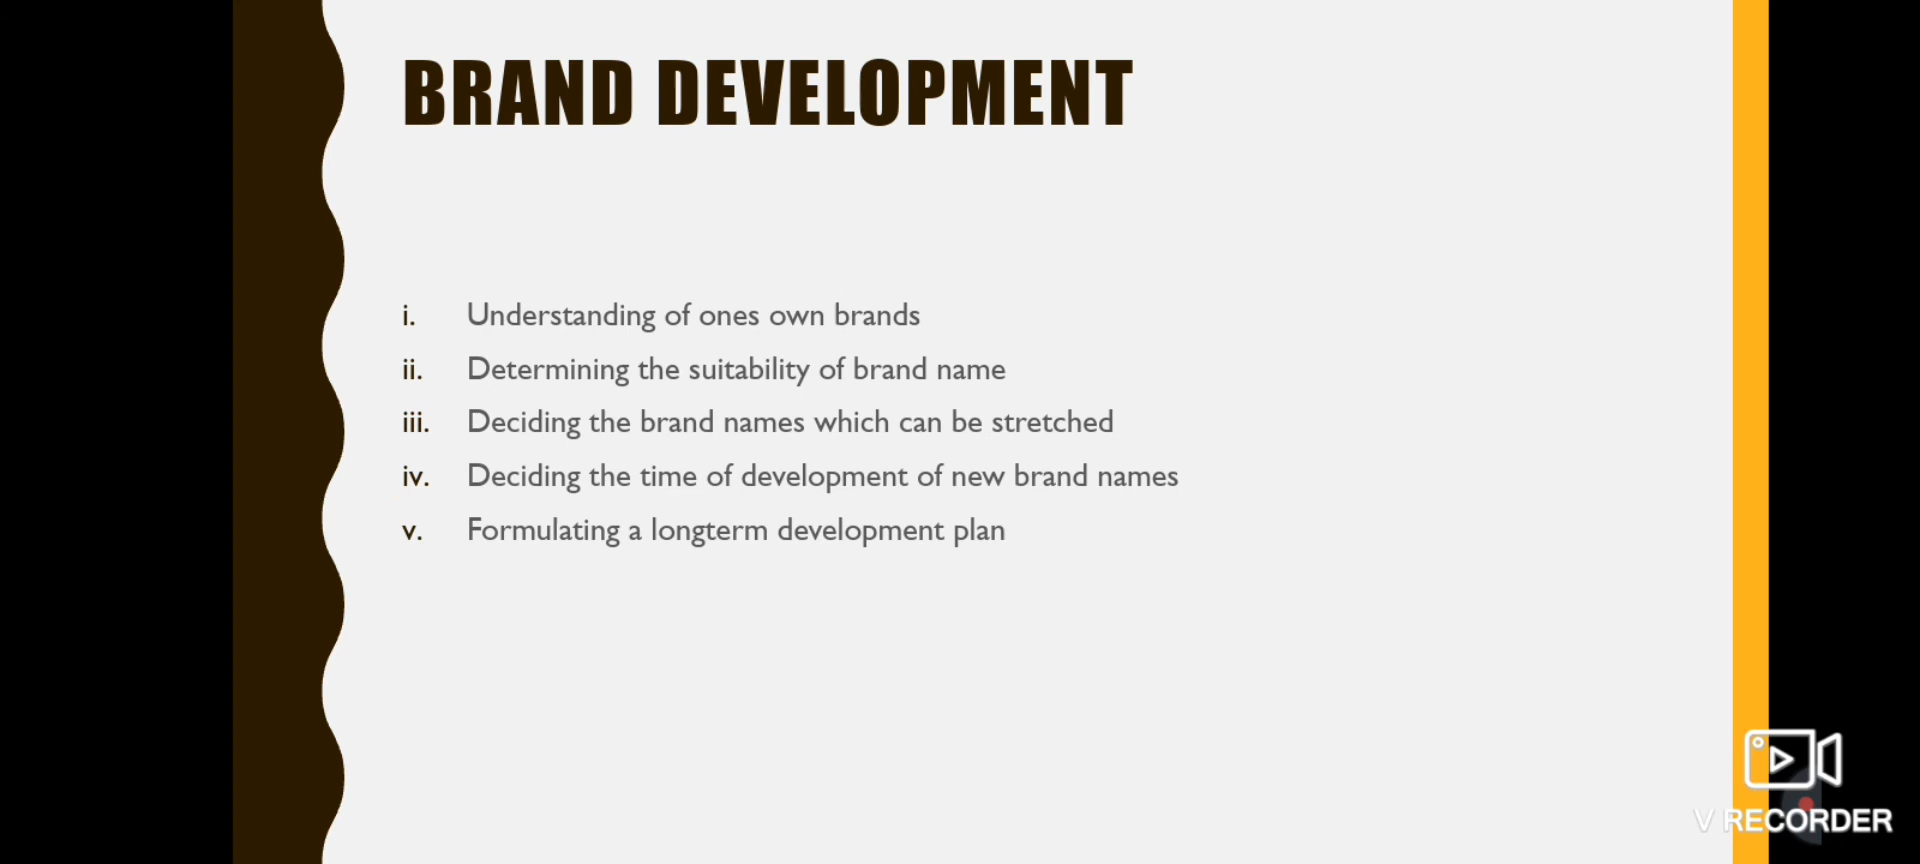 BRAND DEVELOPMENT
i. Understanding of ones own brands
ii. Determining the suitability of brand name
iii. Deciding the brand names which can be stretched
iv. Deciding the time of development of new brand names
v. Formulating a longterm development plan
V RECORDER